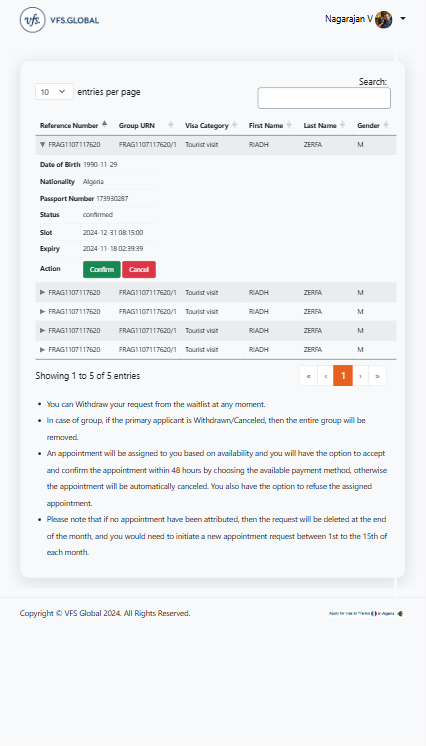 vfs. VFS.GLOBAL
Nagarajan V
Search:
10 entries per page
Reference Number Group URN Visa Category First Name Last Name Gender
FRAG1107117620 FRAG1107117620/1 Tourist visit RIADH ZERFA M
Date of Birth 1990-11-29
Nationality Algeria
Passport Number 173930287
Status confirmed
Slot 2024-12-31 08:15:00
Expiry 2024-11-18 02:39:39
Action Confirm Cancel
FRAG1107117620 FRAG1107117620/1 Tourist visit RIADH ZERFA M
FRAG1107117620 FRAG1107117620/1 Tourist visit RIADH ZERFA M
FRAG1107117620 FRAG1107117620/1 Tourist visit RIADH ZERFA M
FRAG1107117620 FRAG1107117620/1 Tourist visit RIADH ZERFA M
Showing 1 to 5 of 5 entries
« ‹ 1 › »
• You can Withdraw your request from the waitlist at any moment.
• In case of group, if the primary applicant is Withdrawn/Canceled, then the entire group will be
removed.
• An appointment will be assigned to you based on availability and you will have the option to accept
and confirm the appointment within 48 hours by choosing the available payment method, otherwise
the appointment will be automatically canceled. You also have the option to refuse the assigned
appointment.
• Please note that if no appointment have been attributed, then the request will be deleted at the end
of the month, and you would need to initiate a new appointment request between 1st to the 15th of
each month.
Copyright © VFS Global 2024. All Rights Reserved.
Apply for visa to France in Algeria